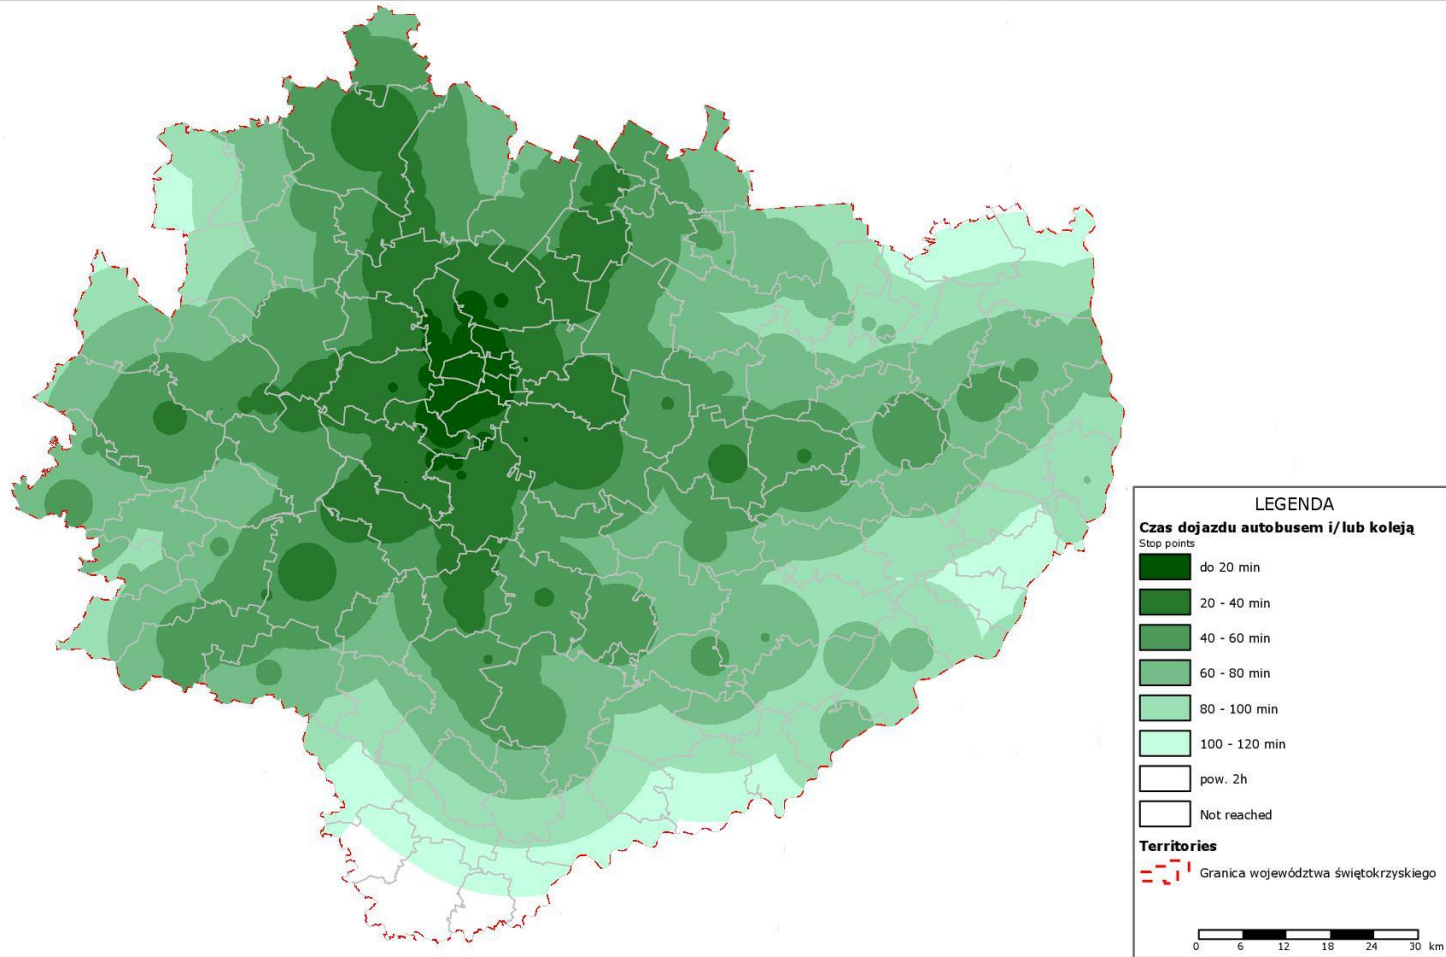 LEGENDA
Czas dojazdu autobusem i/lub koleją
Stop points
do 20 min
20 - 40 min
40 - 60 min
60 - 80 min
80 - 100 min
100 - 120 min
pow. 2h
Not reached
Territories
Granica województwa świętokrzyskiego
0 6 12 18 24 30 km